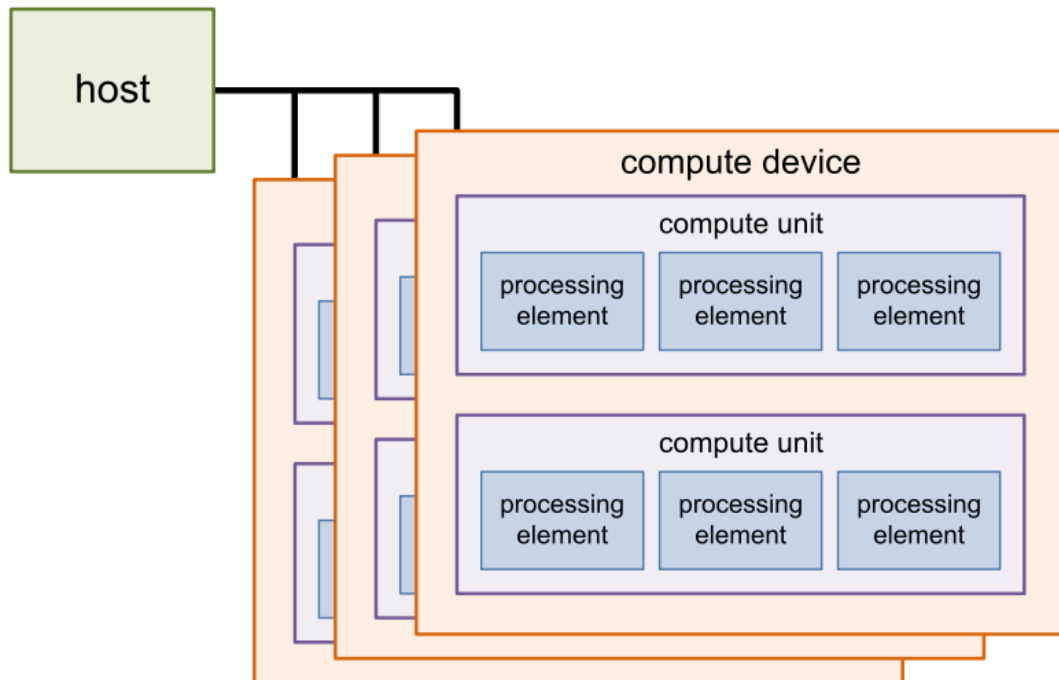 host
compute device
compute unit
processing processing processing
element element element
compute unit
processing processing processing
element element element